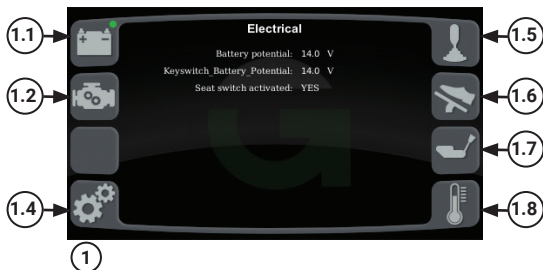 Electrical
1.1
1.5
Battery potential: 14.0 V
Keyswitch_Battery_Potential: 14.0 V
Seat switch activated: YES
1.2
1.6
1.7
1.4
1.8
1